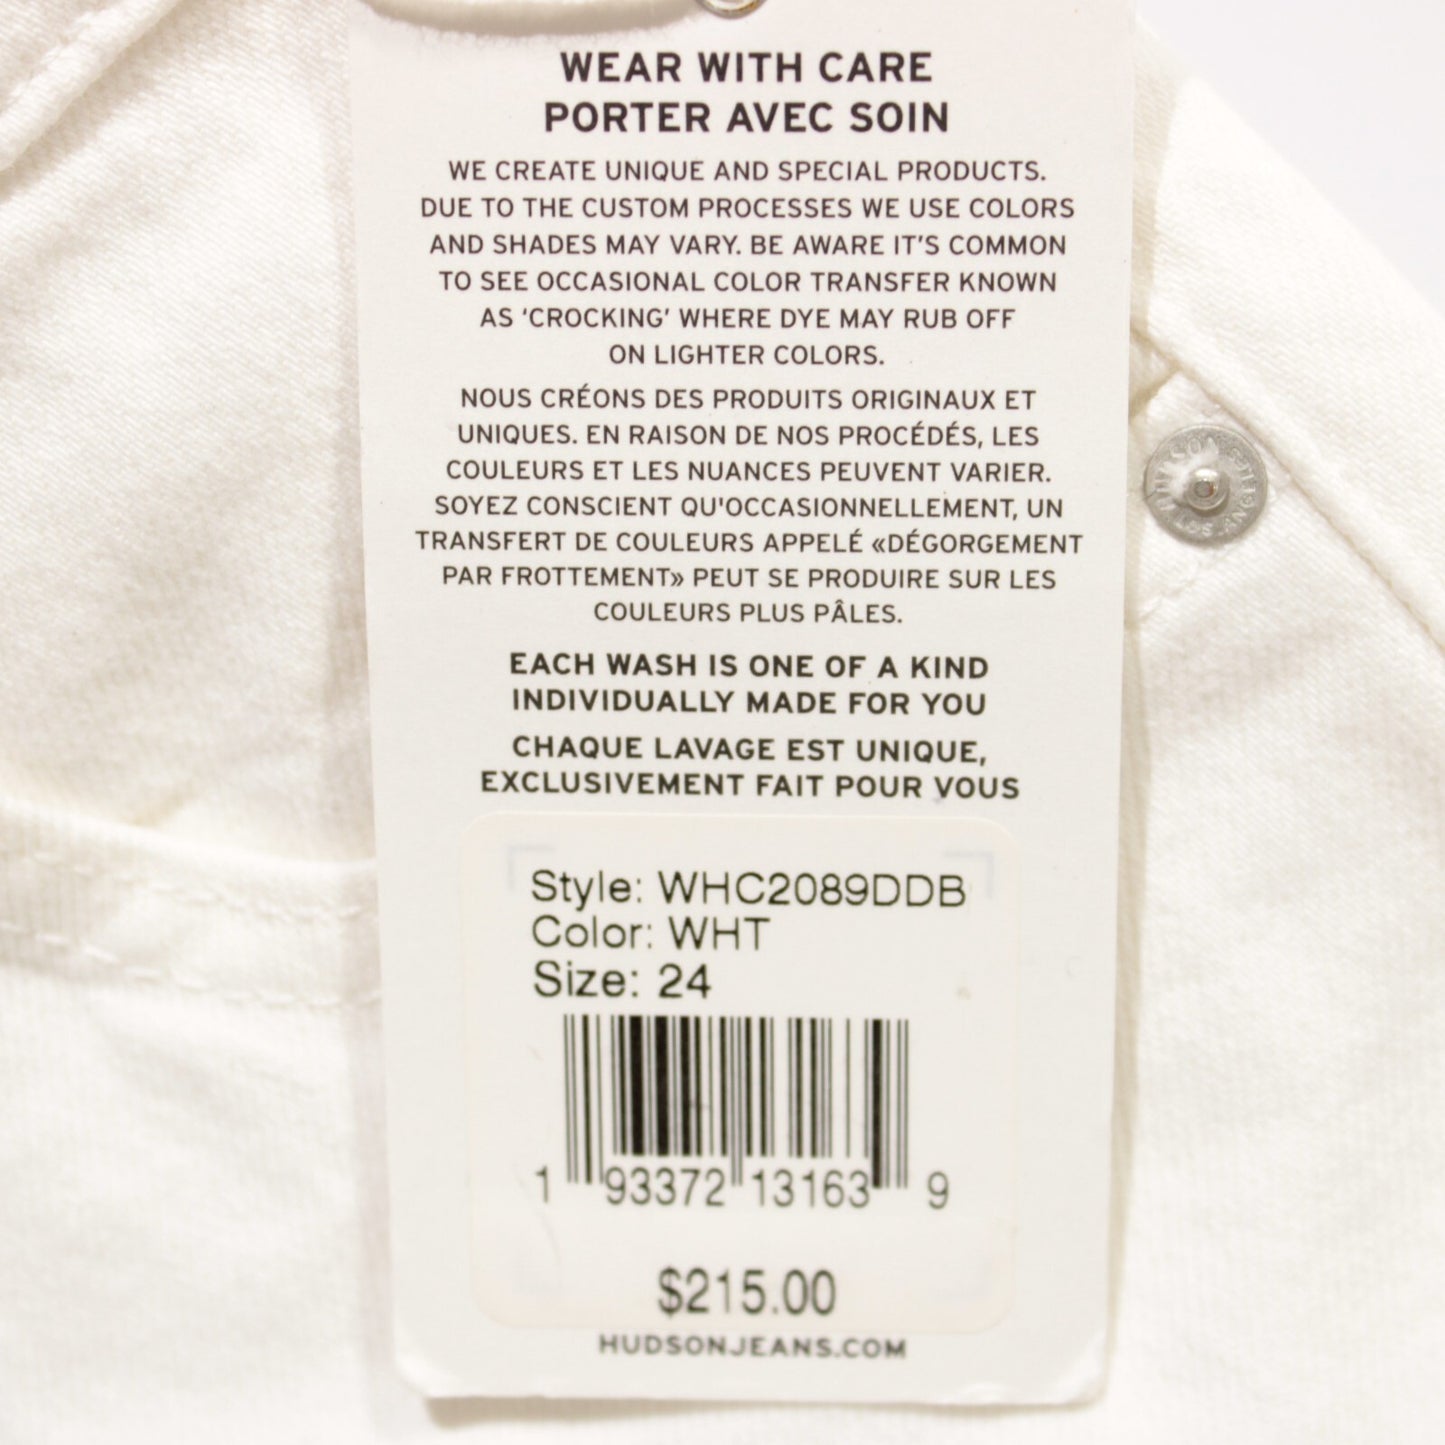 WEAR WITH CARE
PORTER AVEC SOIN
WE CREATE UNIQUE AND SPECIAL PRODUCTS.
DUE TO THE CUSTOM PROCESSES WE USE COLORS
AND SHADES MAY VARY. BE AWARE IT'S COMMON
TO SEE OCCASIONAL COLOR TRANSFER KNOWN
AS ‘CROCKING’ WHERE DYE MAY RUB OFF
ON LIGHTER COLORS.
NOUS CRÉONS DES PRODUITS ORIGINAUX ET
UNIQUES. EN RAISON DE NOS PROCÉDÉS, LES
COULEURS ET LES NUANCES PEUVENT VARIER.
SOYEZ CONSCIENT QU'OCCASIONNELLEMENT, UN
TRANSFERT DE COULEURS APPELÉ «DÉGORGEMENT
PAR FROTTEMENT» PEUT SE PRODUIRE SUR LES
COULEURS PLUS PÂLES.
EACH WASH IS ONE OF A KIND
INDIVIDUALLY MADE FOR YOU
CHAQUE LAVAGE EST UNIQUE,
EXCLUSIVEMENT FAIT POUR VOUS
Style: WHC2089DDB
Color: WHT
Size: 24
1 93372 13163 9
$215.00
HUDSONJEANS.COM
LOS ANGELES